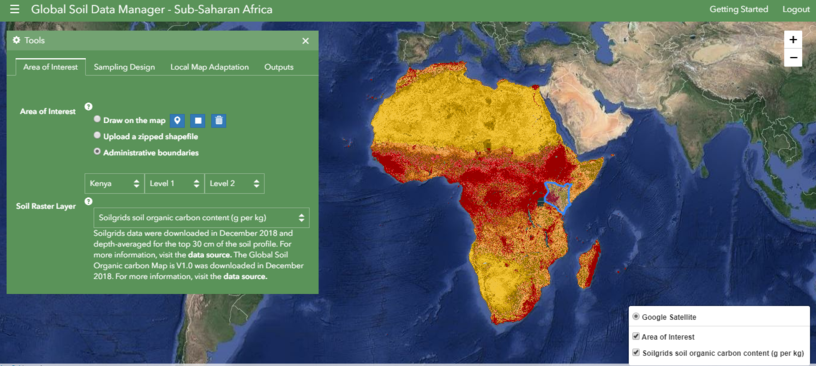 Global Soil Data Manager - Sub-Saharan Africa
Getting Started
Logout
Tools
Area of Interest
Sampling Design
Local Map Adaptation
Outputs
Area of Interest
Draw on the map
Upload a zipped shapefile
Administrative boundaries
Kenya
Level 1
Level 2
Soil Raster Layer
Soilgrids soil organic carbon content (g per kg)
Soilgrids data were downloaded in December 2018 and
depth-averaged for the top 30 cm of the soil profile. For
more information, visit the data source. The Global Soil
Organic carbon Map is V1.0 was downloaded in December
2018. For more information, visit the data source.
Google Satellite
Area of Interest
Soilgrids soil organic carbon content (g per kg)